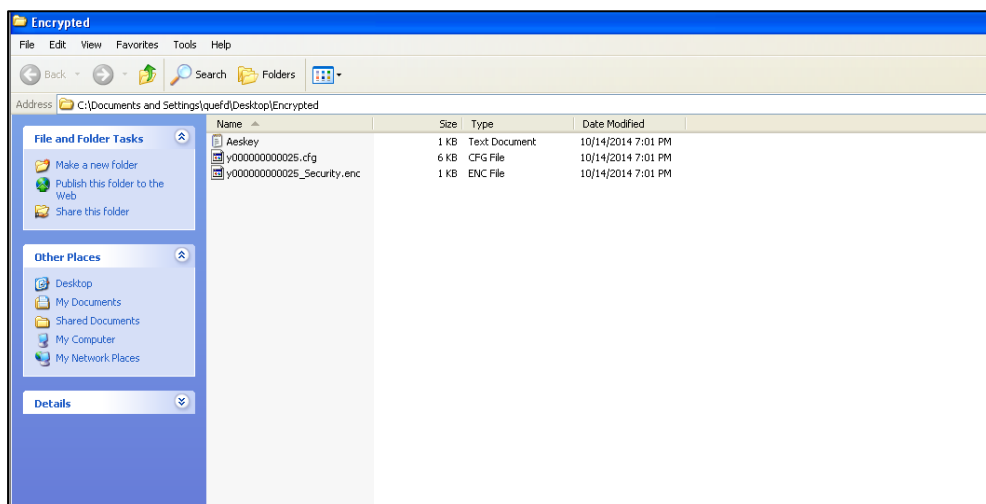 Encrypted
File Edit View Favorites Tools Help
Back Search Folders
Address C:\Documents and Settings\quefd\Desktop\Encrypted
File and Folder Tasks
Make a new folder
Publish this folder to the
Web
Share this folder
Other Places
Desktop
My Documents
Shared Documents
My Computer
My Network Places
Details
Name Size Type Date Modified
Aeskey 1 KB Text Document 10/14/2014 7:01 PM
y000000000025.cfg 6 KB CFG File 10/14/2014 7:01 PM
y000000000025_Security.enc 1 KB ENC File 10/14/2014 7:01 PM